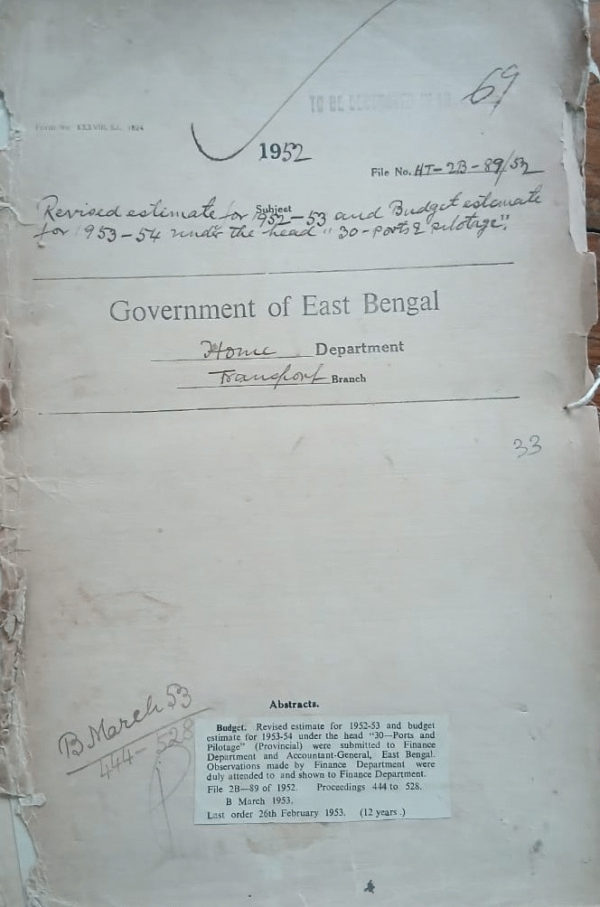 TO BE DESTROYED IN 19
69
Form No. XXXVIII
1952
File No. HT-2B-89/52
Subject
Revised estimate for 1952-53 and Budget estimate
for 1953-54 under the head "30-Ports & pilotage".
Government of East Bengal
Home Department
Transport Branch
33
B March 53
444-528
Abstracts.
Budget. Revised estimate for 1952-53 and budget
estimate for 1953-54 under the head "30—Ports and
Pilotage" (Provincial) were submitted to Finance
Department and Accountant-General, East Bengal.
Observations made by Finance Department were
duly attended to and shown to Finance Department.
File 2B—89 of 1952. Proceedings 444 to 528.
B March 1953.
Last order 26th February 1953. (12 years.)